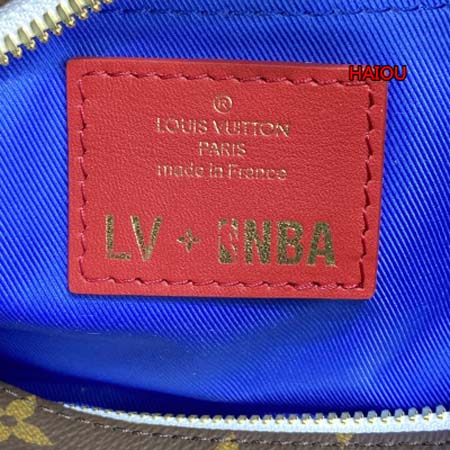 HAIOU
®
LOUIS VUITTON
PARIS
made in France
LV + NBA